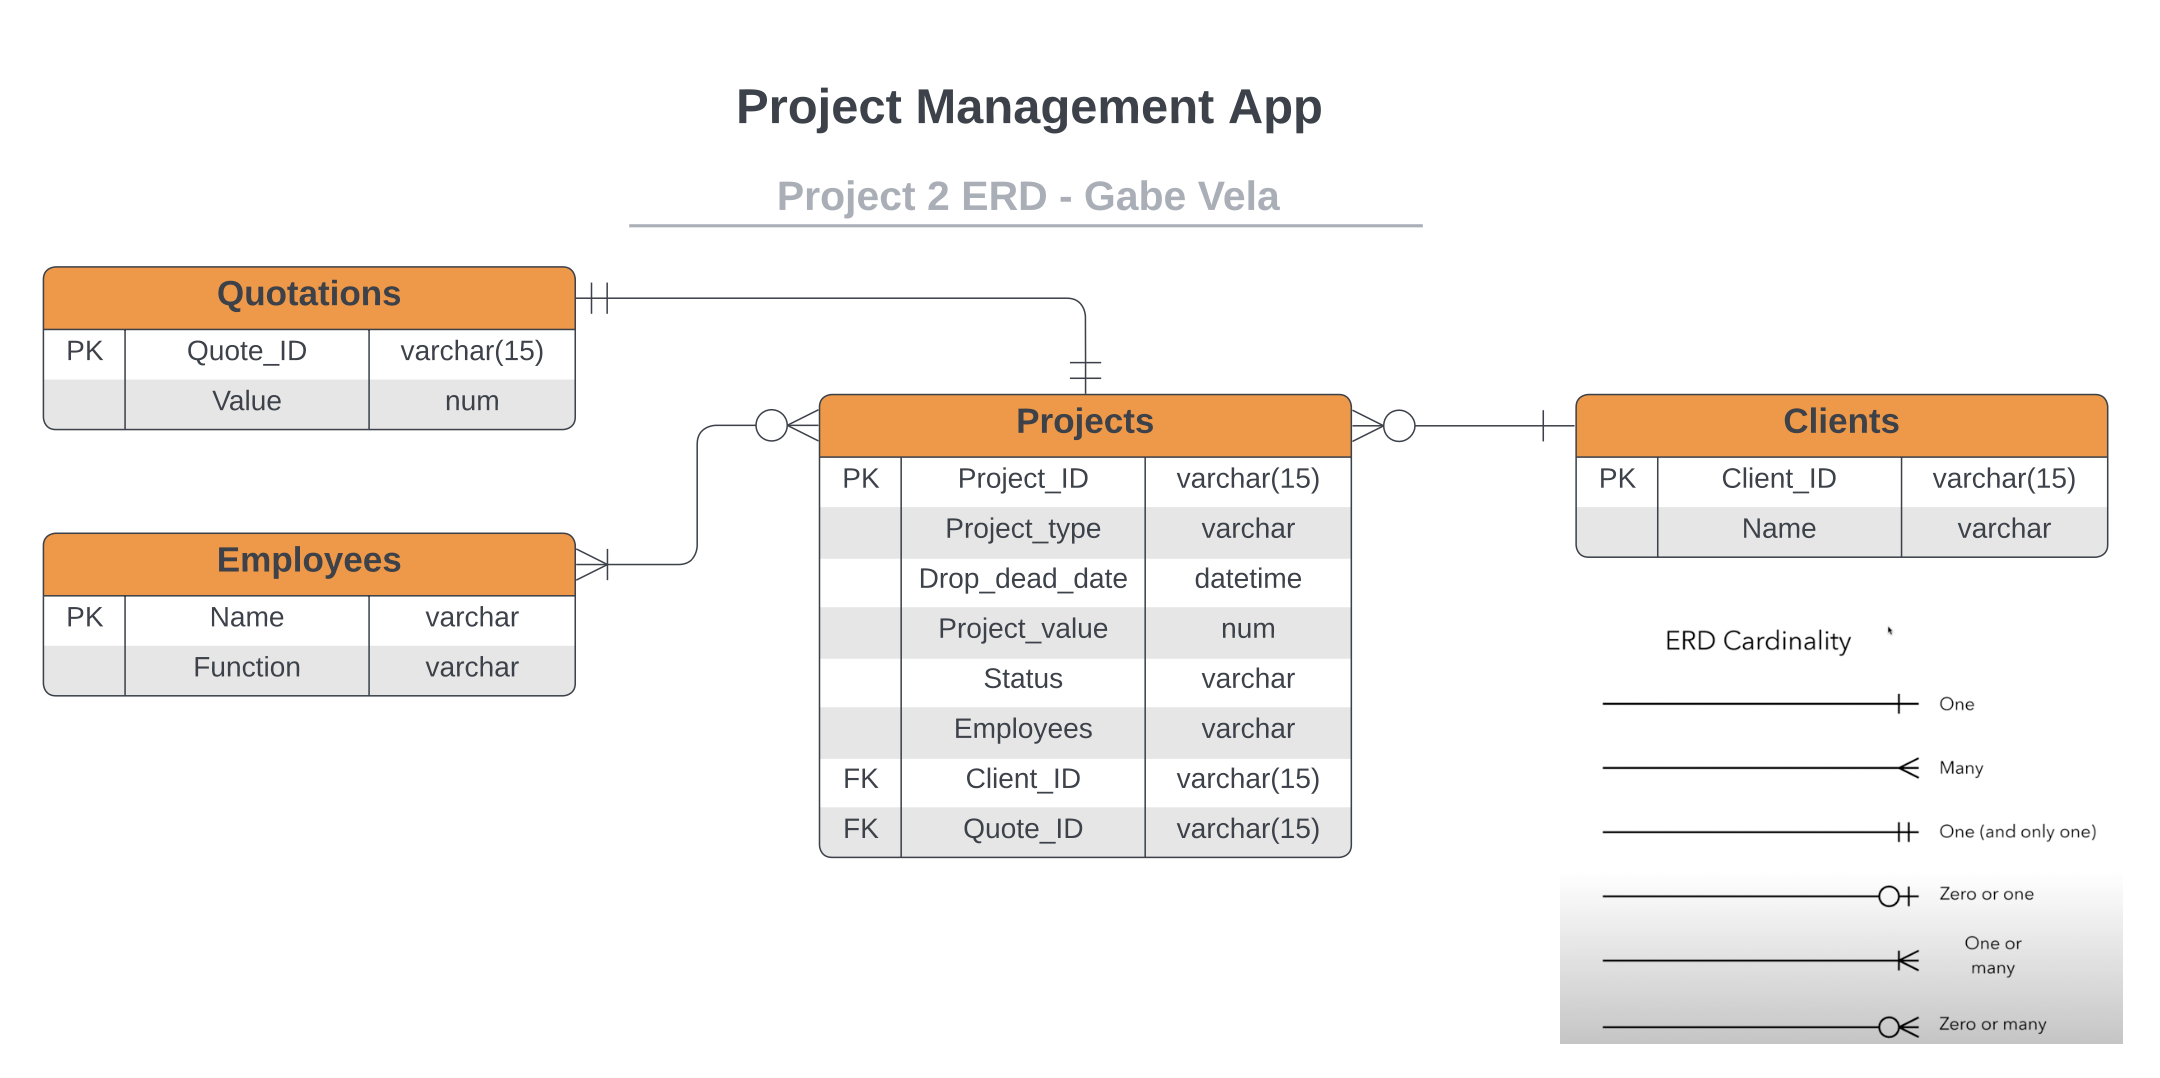 Project Management App
Project 2 ERD - Gabe Vela
Quotations
PK Quote_ID varchar(15)
Value num
Employees
PK Name varchar
Function varchar
Projects
PK Project_ID varchar(15)
Project_type varchar
Drop_dead_date datetime
Project_value num
Status varchar
Employees varchar
FK Client_ID varchar(15)
FK Quote_ID varchar(15)
Clients
PK Client_ID varchar(15)
Name varchar
ERD Cardinality
One
Many
One (and only one)
Zero or one
One or
many
Zero or many